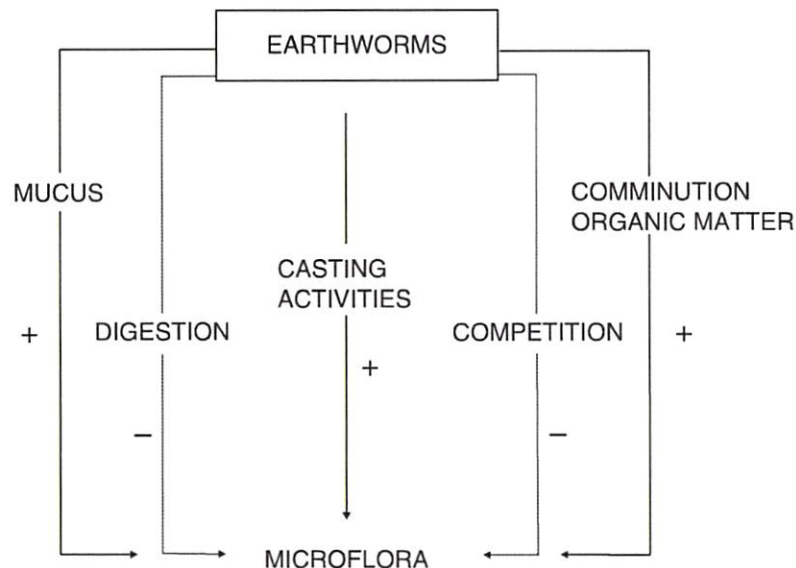 EARTHWORMS
MUCUS
COMMINUTION
ORGANIC MATTER
CASTING
ACTIVITIES
+
DIGESTION
COMPETITION
+
+
–
–
MICROFLORA